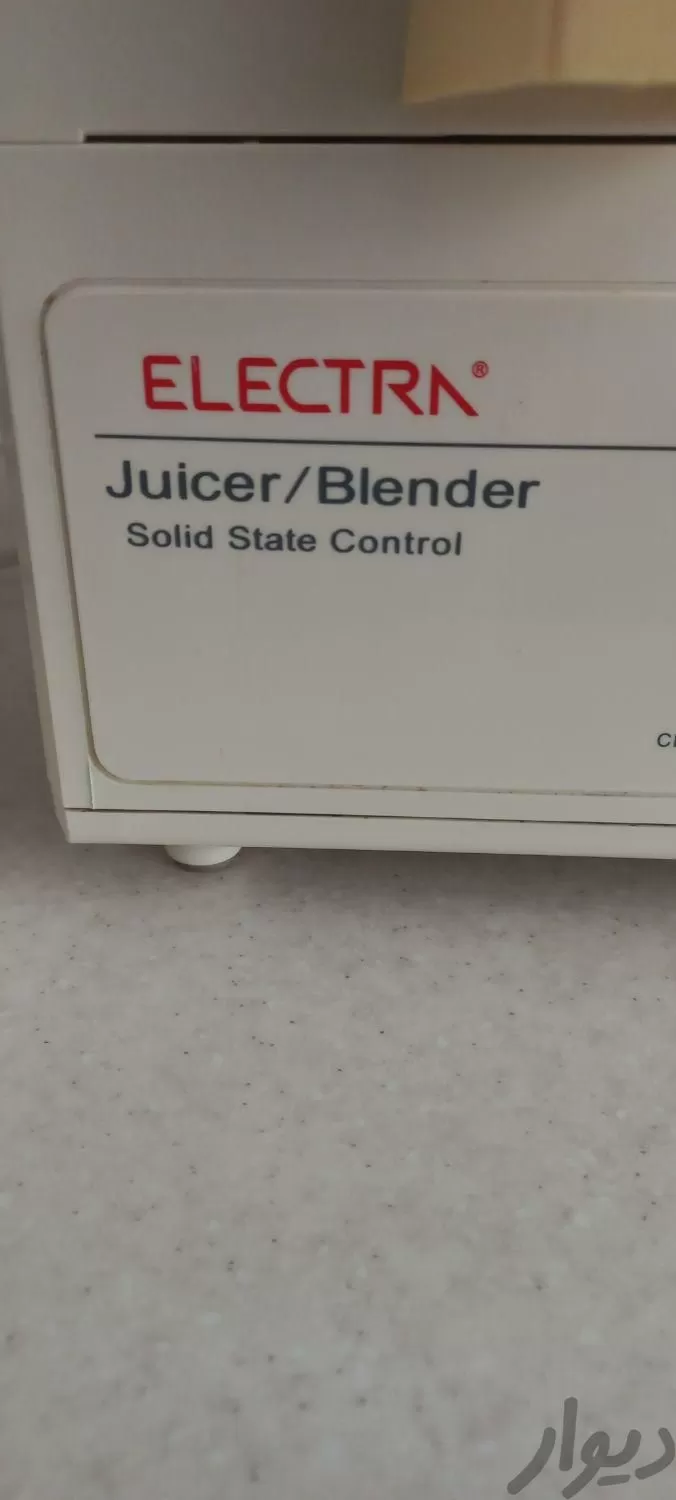 ELECTRA®
Juicer/Blender
Solid State Control
دیوار